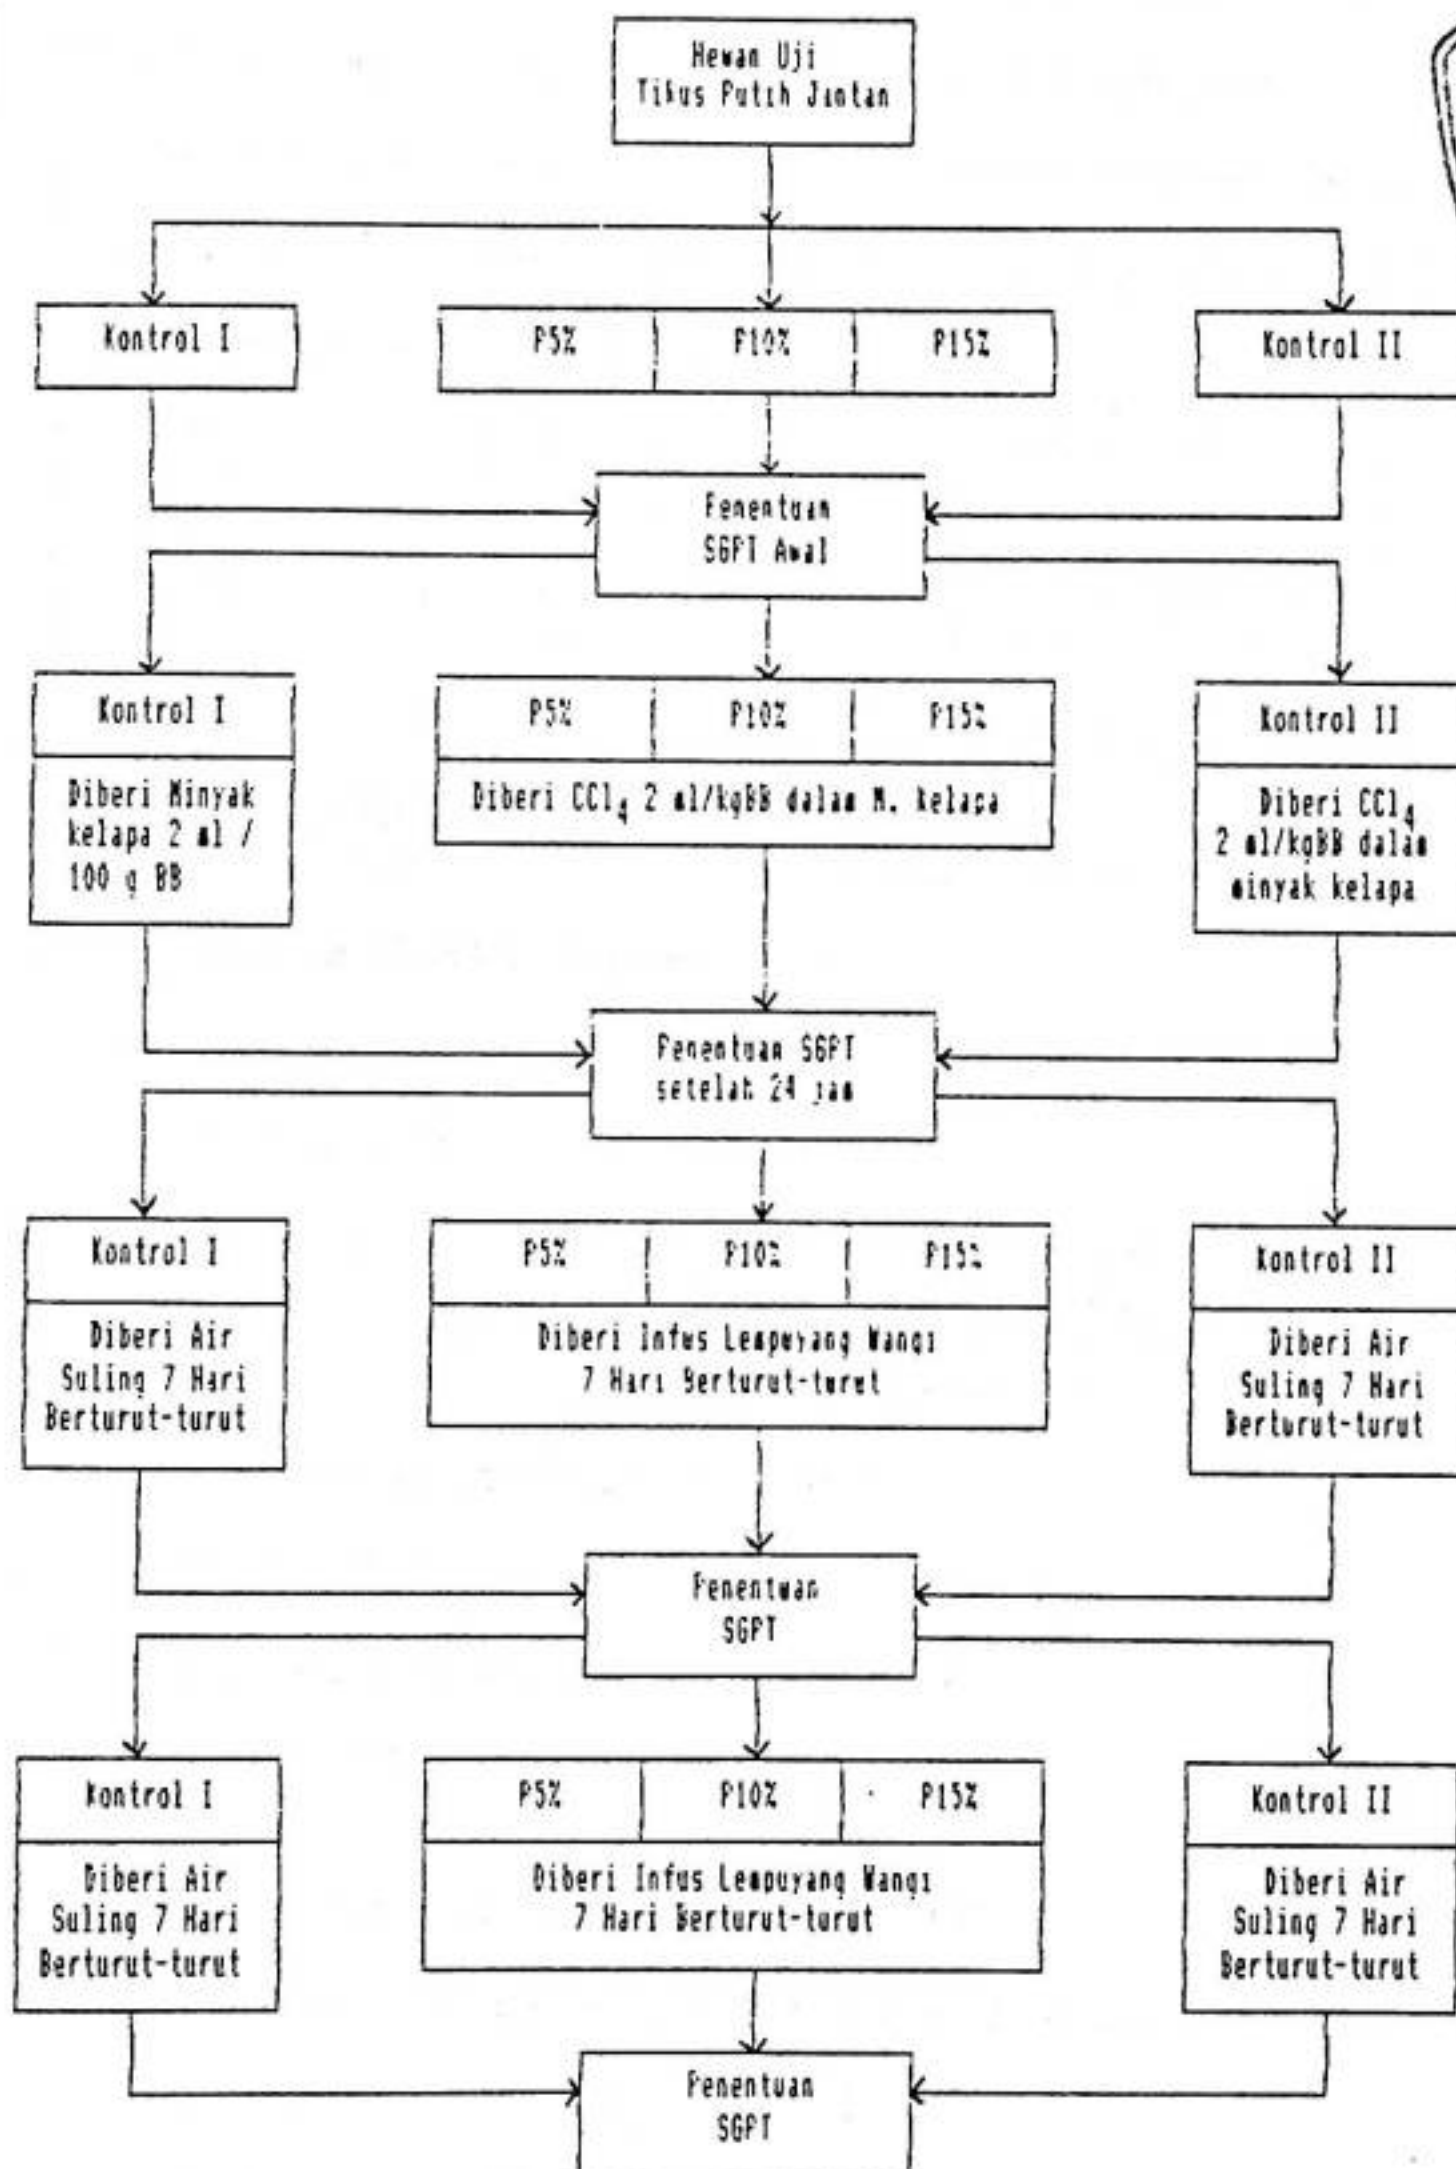 Hewan Uji
Tikus Putih Jantan
Kontrol I
P5%
P10%
P15%
Kontrol II
Penentuan
SGPT Awal
Kontrol I
Diberi Minyak
kelapa 2 ml /
100 g BB
P5%
P10%
P15%
Diberi CCl₄ 2 ml/kgBB dalam M. kelapa
Kontrol II
Diberi CCl₄
2 ml/kgBB dalam
minyak kelapa
Penentuan SGPT
setelah 24 jam
Kontrol I
Diberi Air
Suling 7 Hari
Berturut-turut
P5%
P10%
P15%
Diberi Infus Lempuyang Wangi
7 Hari Berturut-turut
Kontrol II
Diberi Air
Suling 7 Hari
Berturut-turut
Penentuan
SGPT
Kontrol I
Diberi Air
Suling 7 Hari
Berturut-turut
P5%
P10%
P15%
Diberi Infus Lempuyang Wangi
7 Hari Berturut-turut
Kontrol II
Diberi Air
Suling 7 Hari
Berturut-turut
Penentuan
SGPT